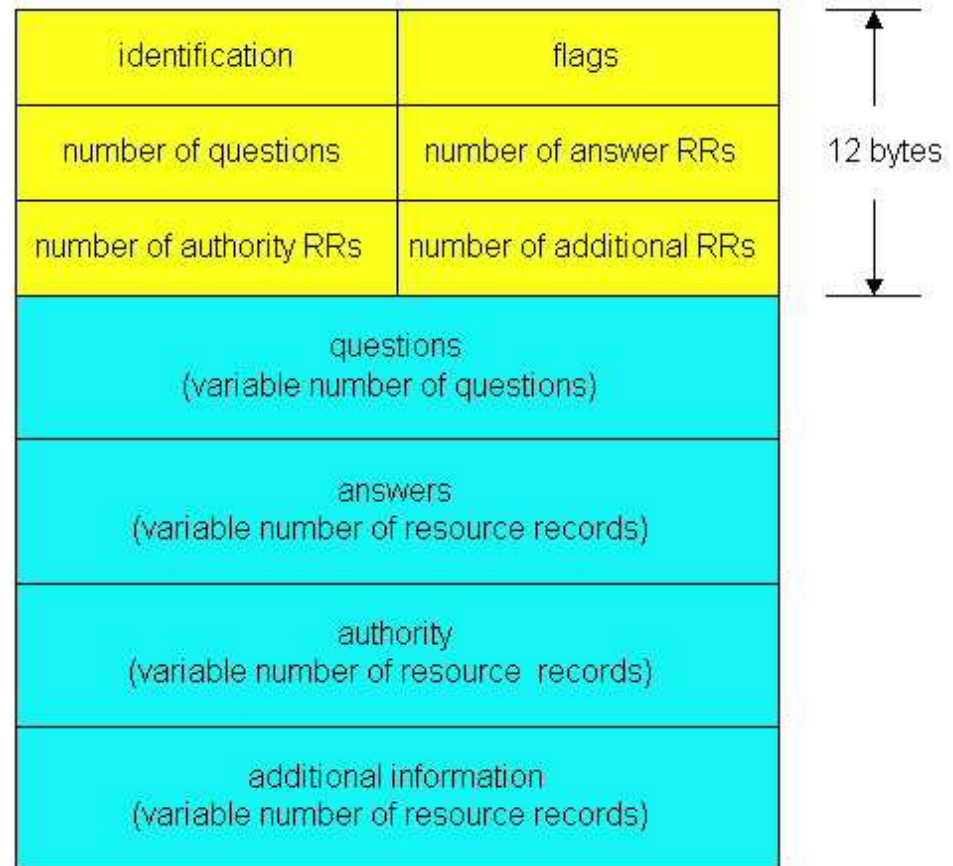 identification
flags
number of questions
number of answer RRs
12 bytes
number of authority RRs
number of additional RRs
questions
(variable number of questions)
answers
(variable number of resource records)
authority
(variable number of resource records)
additional information
(variable number of resource records)